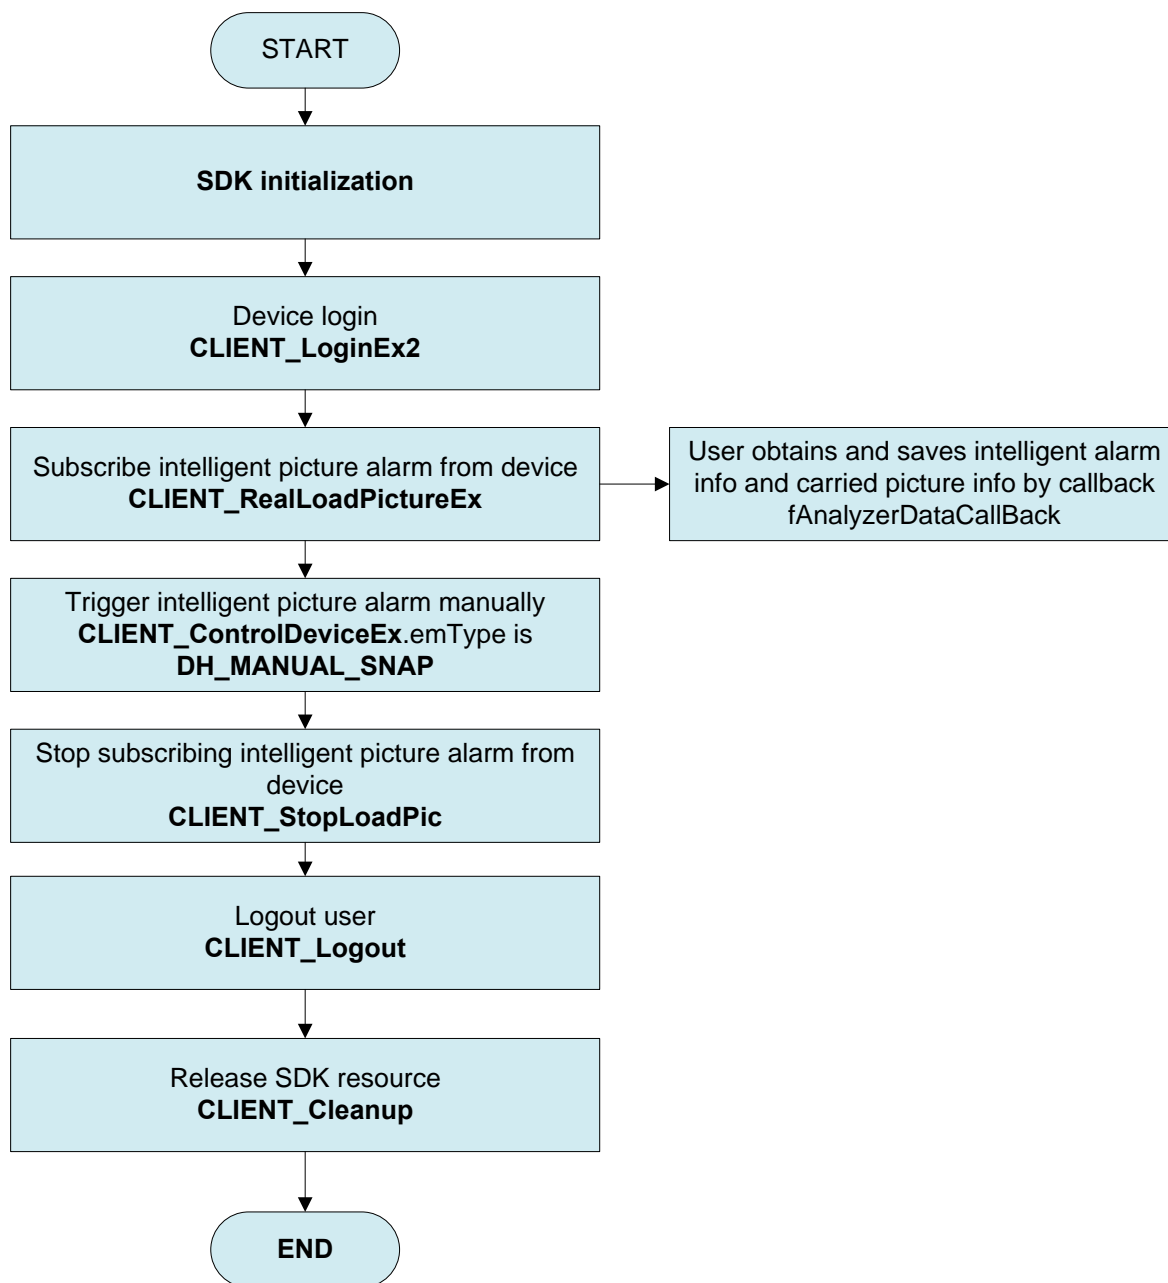 START
SDK initialization
Device login
CLIENT_LoginEx2
Subscribe intelligent picture alarm from device
CLIENT_RealLoadPictureEx
User obtains and saves intelligent alarm
info and carried picture info by callback
fAnalyzerDataCallBack
Trigger intelligent picture alarm manually
CLIENT_ControlDeviceEx.emType is
DH_MANUAL_SNAP
Stop subscribing intelligent picture alarm from
device
CLIENT_StopLoadPic
Logout user
CLIENT_Logout
Release SDK resource
CLIENT_Cleanup
END